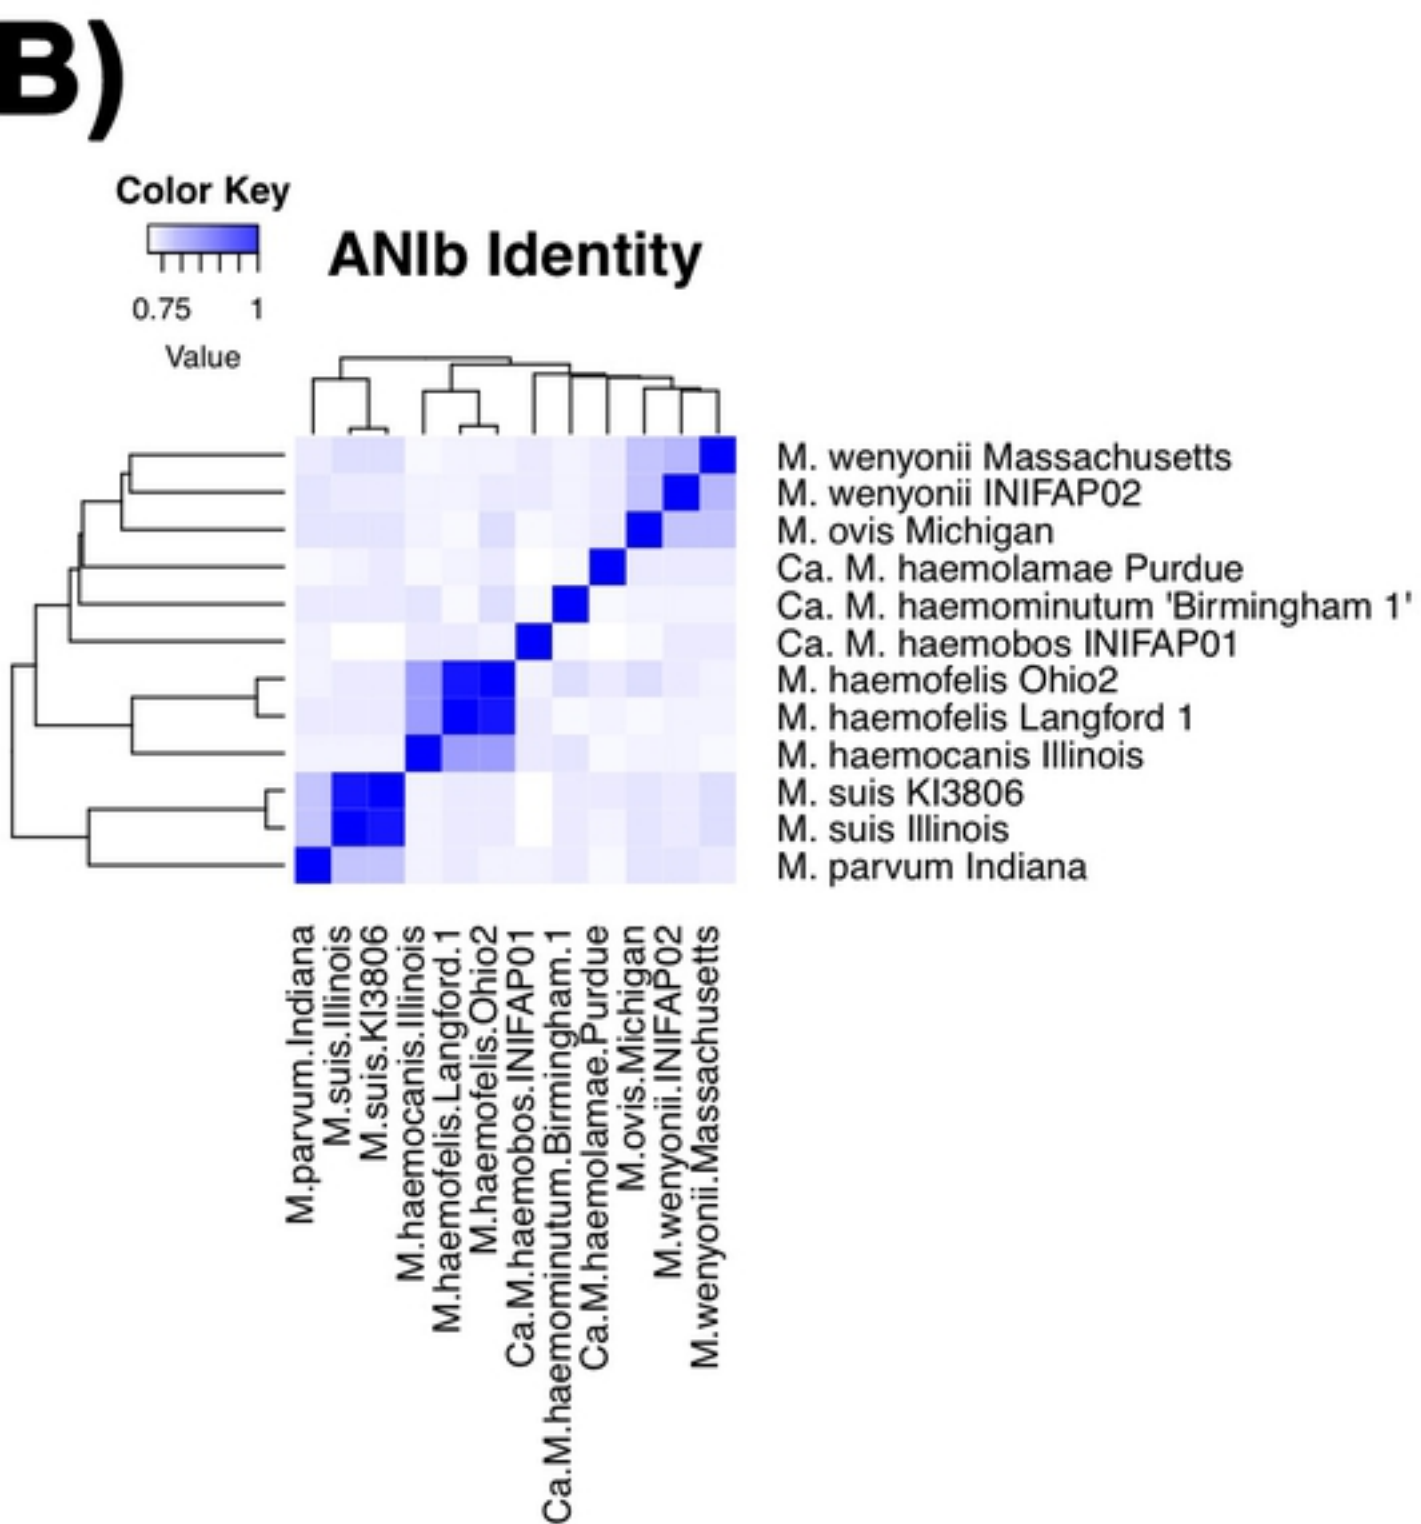 B)
Color Key
ANIb Identity
0.75 1
Value
M. wenyonii Massachusetts
M. wenyonii INIFAP02
M. ovis Michigan
Ca. M. haemolamae Purdue
Ca. M. haemominutum 'Birmingham 1'
Ca. M. haemobos INIFAP01
M. haemofelis Ohio2
M. haemofelis Langford 1
M. haemocanis Illinois
M. suis KI3806
M. suis Illinois
M. parvum Indiana
M.parvum.Indiana
M.suis.Illinois
M.suis.KI3806
M.haemocanis.Illinois
M.haemofelis.Langford.1
M.haemofelis.Ohio2
Ca.M.haemobos.INIFAP01
Ca.M.haemominutum.Birmingham.1
Ca.M.haemolamae.Purdue
M.ovis.Michigan
M.wenyonii.INIFAP02
M.wenyonii.Massachusetts